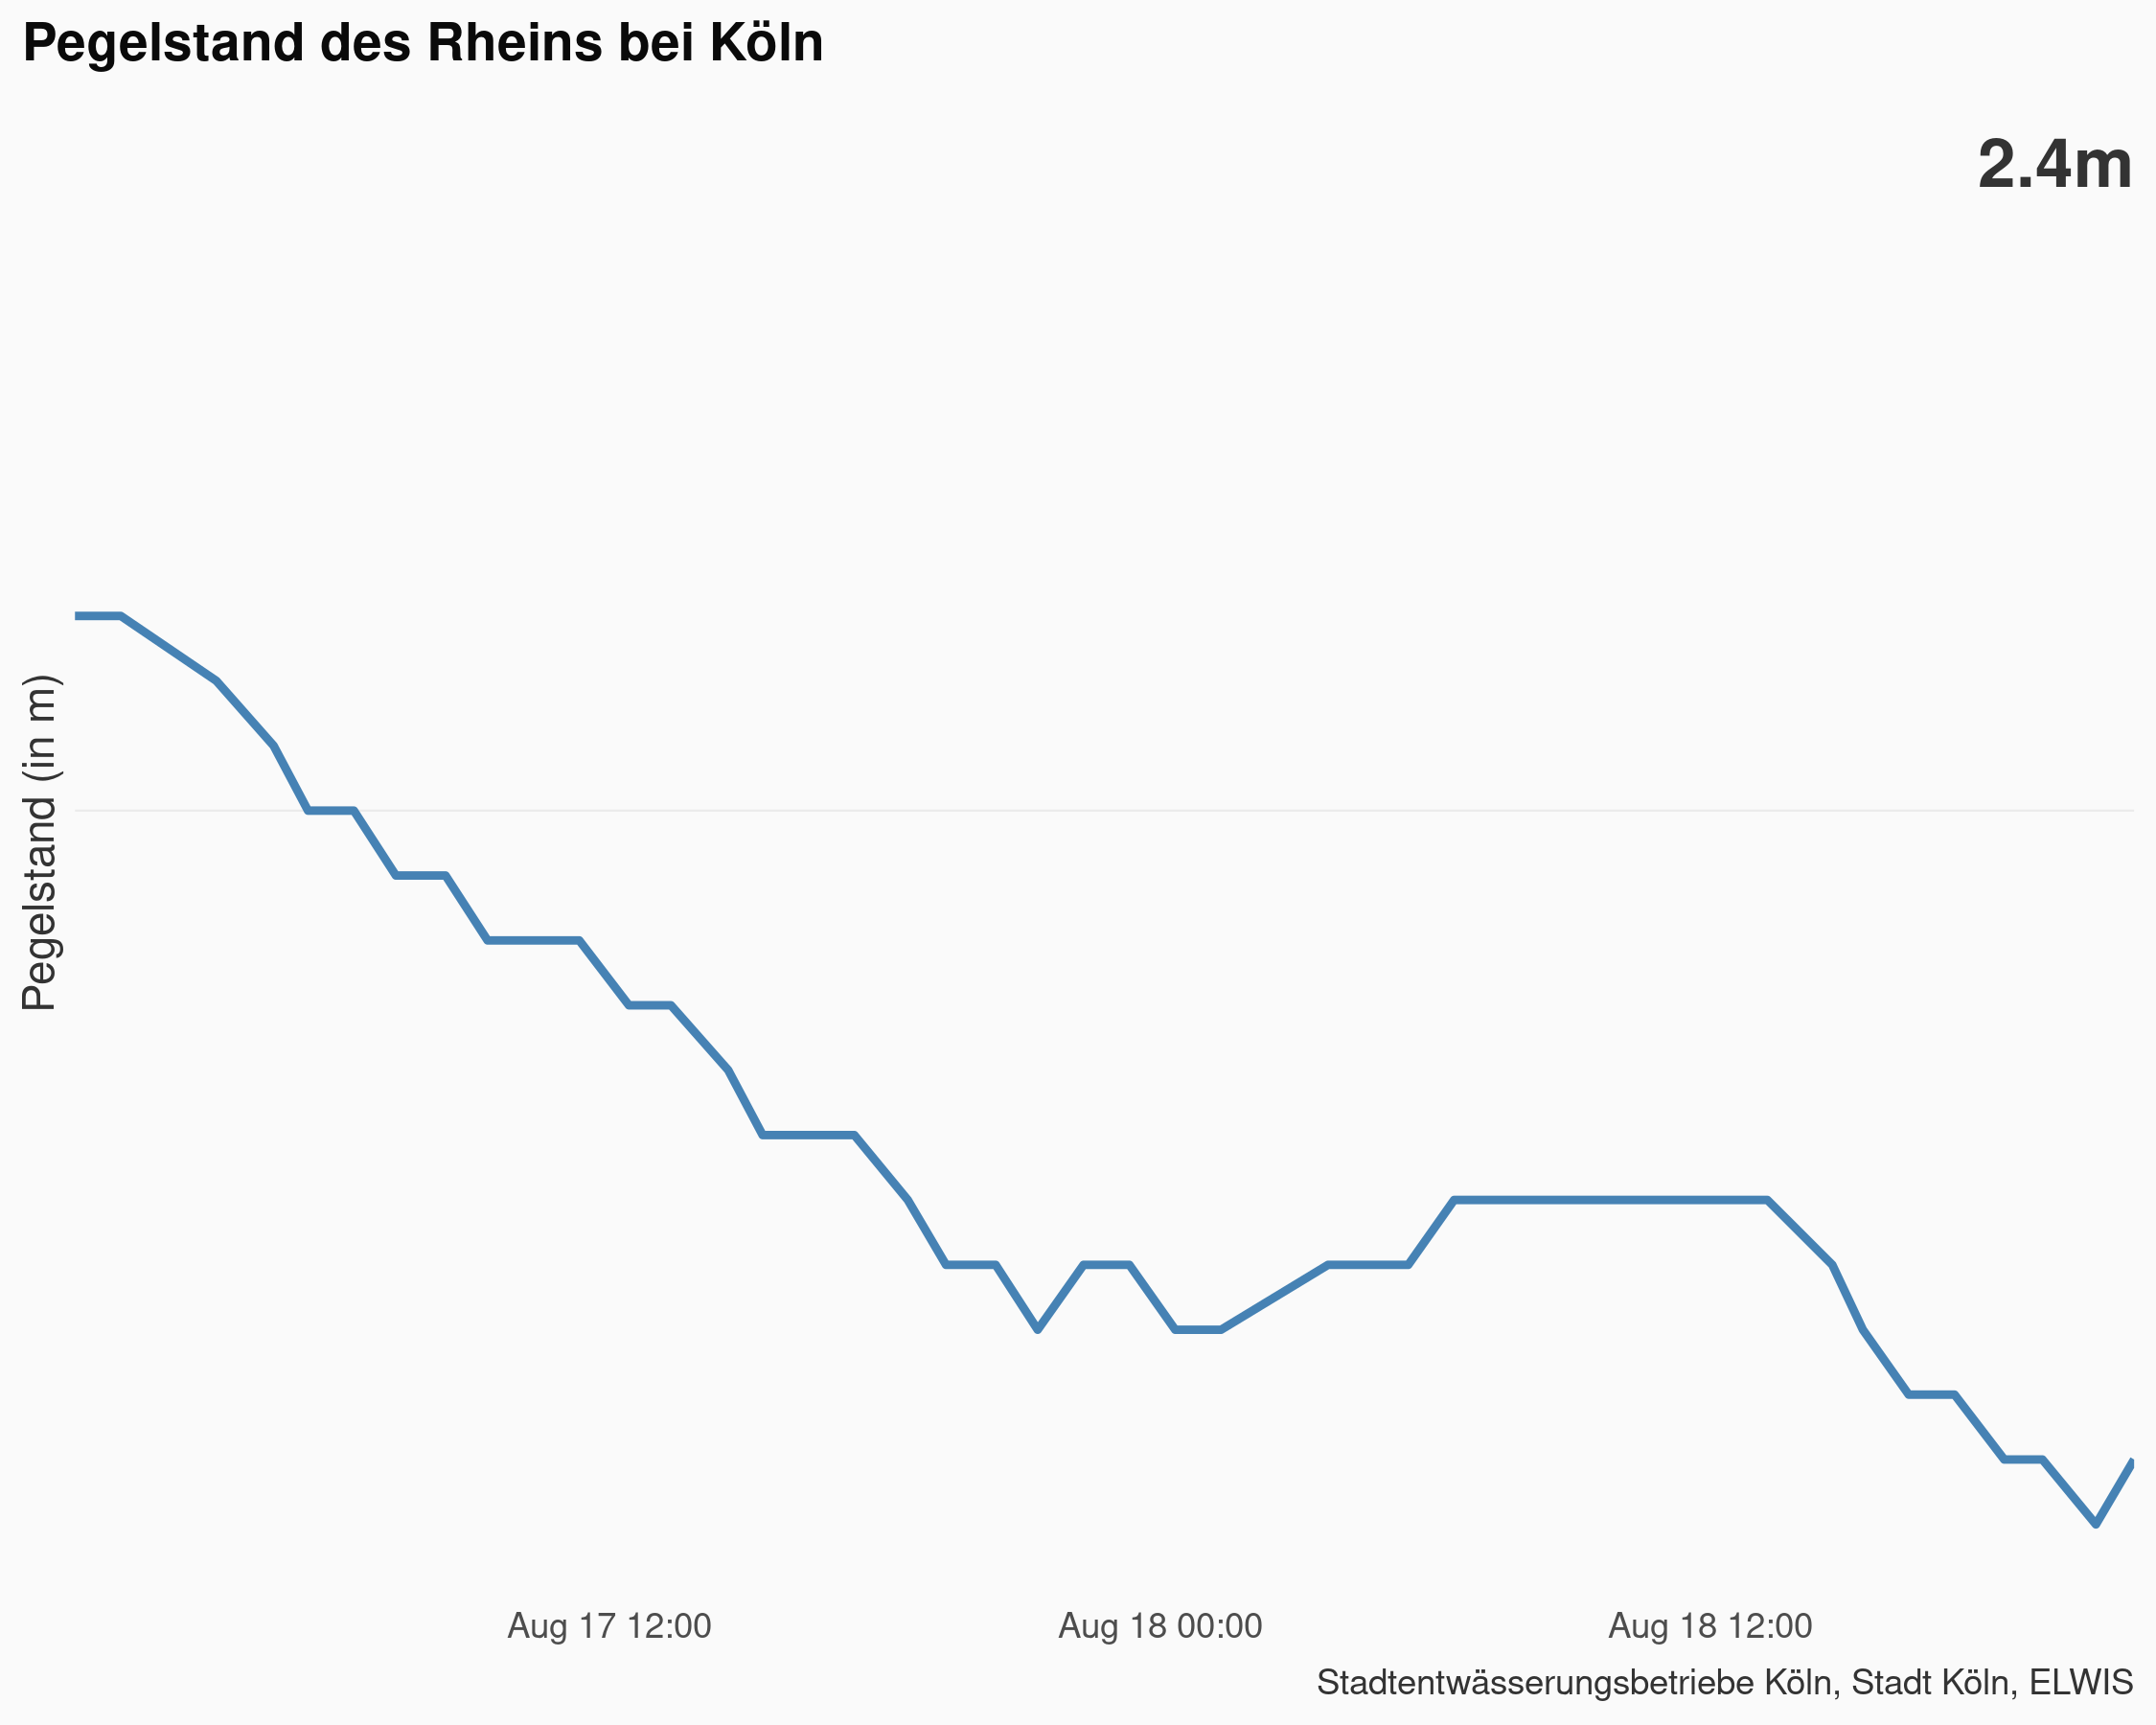 Pegelstand des Rheins bei Köln
2.4m
Pegelstand (in m)
Aug 17 12:00
Aug 18 00:00
Aug 18 12:00
Stadtentwässerungsbetriebe Köln, Stadt Köln, ELWIS